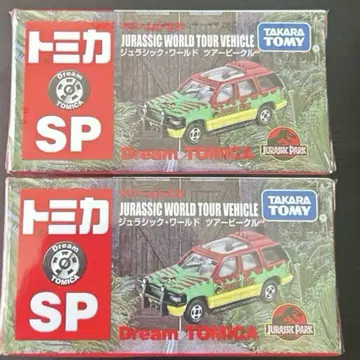 トミカ
Dream
TOMICA
SP
JURASSIC WORLD TOUR VEHICLE
ジュラシック・ワールド ツアービークル
TAKARA
TOMY
Dream TOMICA
JURASSIC PARK
トミカ
Dream
TOMICA
SP
JURASSIC WORLD TOUR VEHICLE
ジュラシック・ワールド ツアービークル
TAKARA
TOMY
Dream TOMICA
JURASSIC PARK